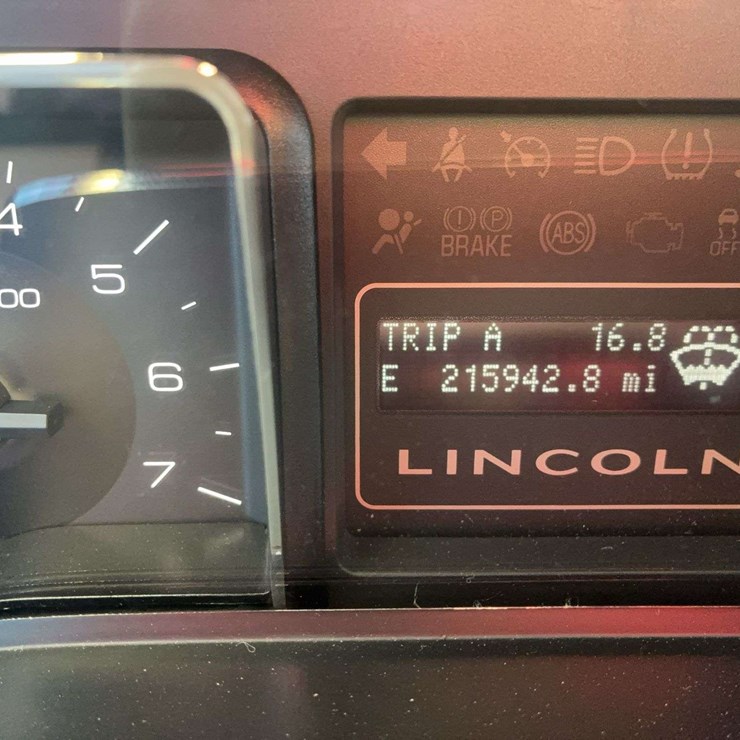 4
5
00
6
7
BRAKE
ABS
OFF
TRIP A 16.8
E 215942.8 mi
LINCOLN